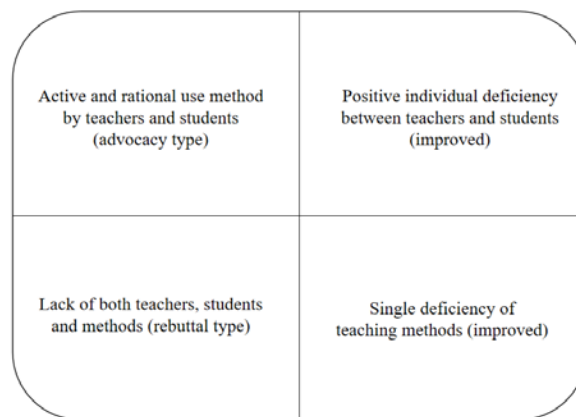 Active and rational use method
by teachers and students
(advocacy type)
Positive individual deficiency
between teachers and students
(improved)
Lack of both teachers, students
and methods (rebuttal type)
Single deficiency of
teaching methods (improved)